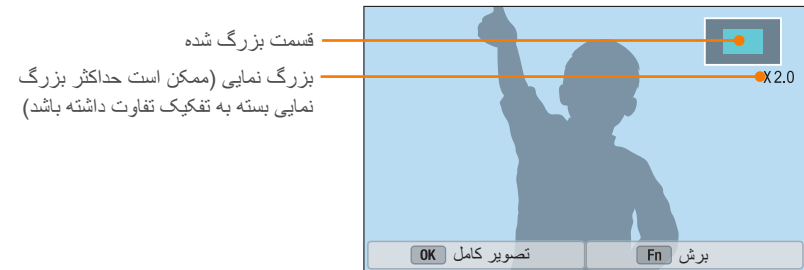 قسمت بزرگ شده
بزرگ نمایی (ممکن است حداکثر بزرگ
نمایی بسته به تفکیک تفاوت داشته باشد)
X 2.0
برش Fn
تصویر کامل OK